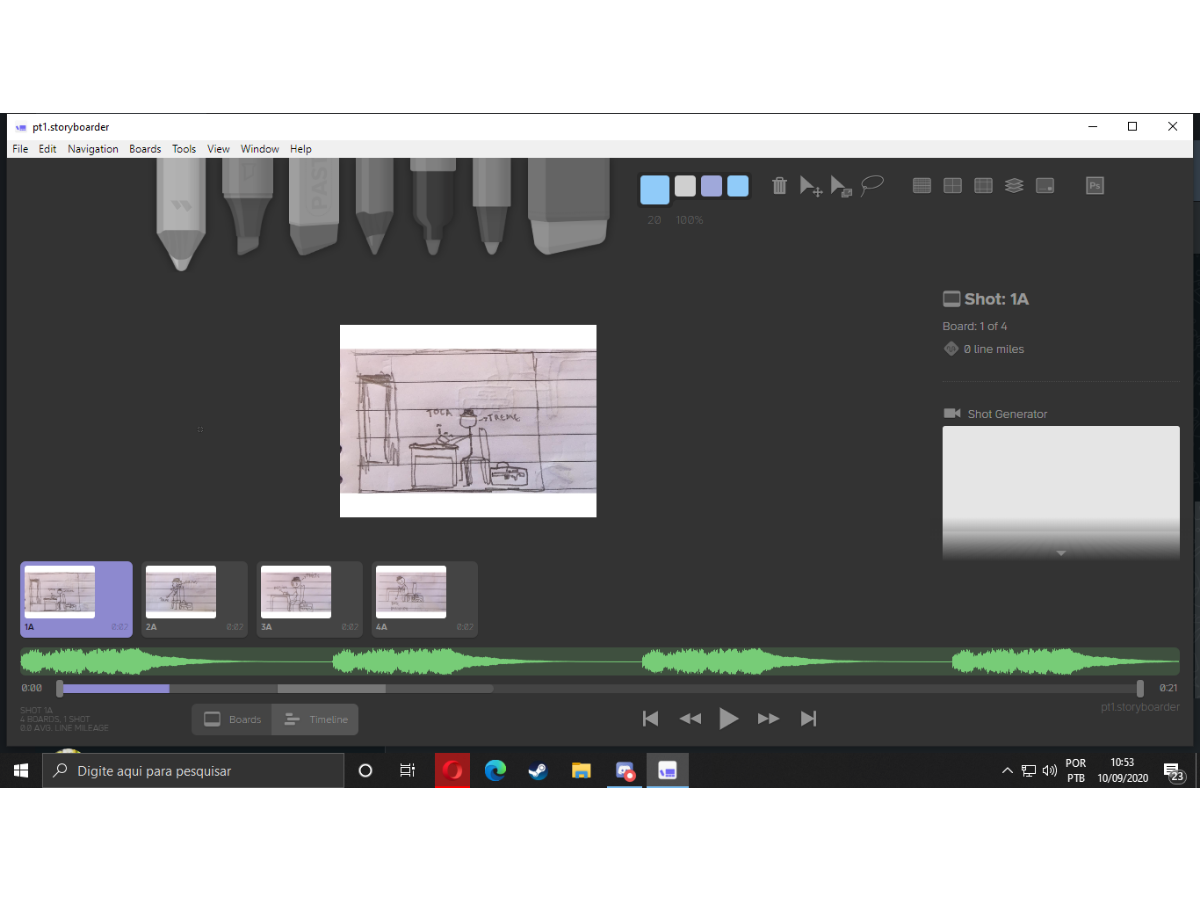 pt1.storyboarder
File Edit Navigation Boards Tools View Window Help
PAST
20 100%
Ps
Shot: 1A
Board: 1 of 4
0 line miles
Shot Generator
TOCA
1A 0:02
2A 0:02
3A 0:02
4A 0:02
0:00
0:21
SHOT 1A
4 BOARDS, 1 SHOT
0.0 AVG. LINE MILEAGE
Boards
Timeline
pt1.storyboarder
Digite aqui para pesquisar
POR
PTB
10:53
10/09/2020
23